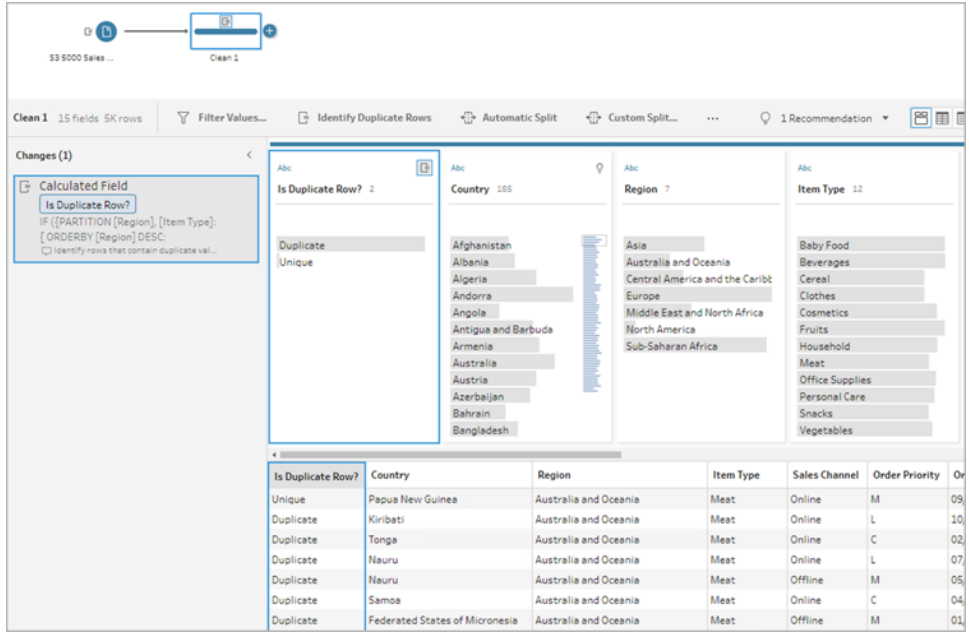 S3 5000 Sales ...
Clean 1
Clean 1 15 fields 5K rows Filter Values... Identify Duplicate Rows Automatic Split Custom Split... ... 1 Recommendation
Changes (1)
Calculated Field
Is Duplicate Row?
IF ({PARTITION [Region], [Item Type]:
{ ORDERBY [Region] DESC:
Identify rows that contain duplicate val...
Abc
Is Duplicate Row? 2
Duplicate
Unique
Abc
Country 185
Afghanistan
Albania
Algeria
Andorra
Angola
Antigua and Barbuda
Armenia
Australia
Austria
Azerbaijan
Bahrain
Bangladesh
Abc
Region 7
Asia
Australia and Oceania
Central America and the Caribb
Europe
Middle East and North Africa
North America
Sub-Saharan Africa
Abc
Item Type 12
Baby Food
Beverages
Cereal
Clothes
Cosmetics
Fruits
Household
Meat
Office Supplies
Personal Care
Snacks
Vegetables
Is Duplicate Row? Country Region Item Type Sales Channel Order Priority Or
Unique Papua New Guinea Australia and Oceania Meat Online M 09,
Duplicate Kiribati Australia and Oceania Meat Online L 10,
Duplicate Tonga Australia and Oceania Meat Online C 02,
Duplicate Nauru Australia and Oceania Meat Online L 07,
Duplicate Nauru Australia and Oceania Meat Offline M 05,
Duplicate Samoa Australia and Oceania Meat Online C 04,
Duplicate Federated States of Micronesia Australia and Oceania Meat Offline M 01,